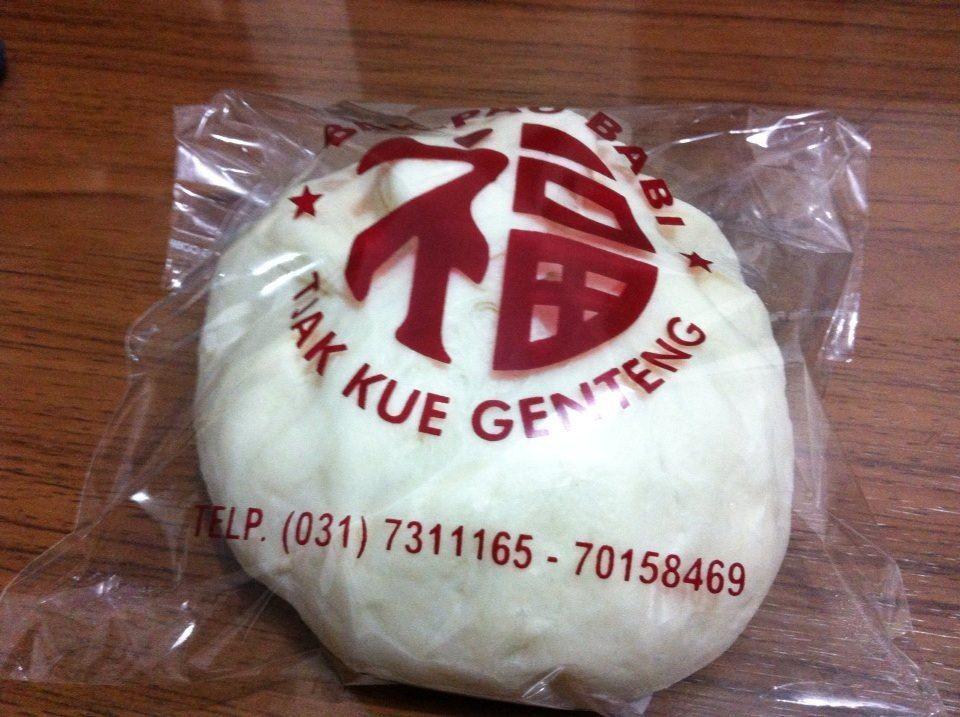 BAK PAO BABI
福
TJAK KUE GENTENG
TELP. (031) 7311165 - 70158469